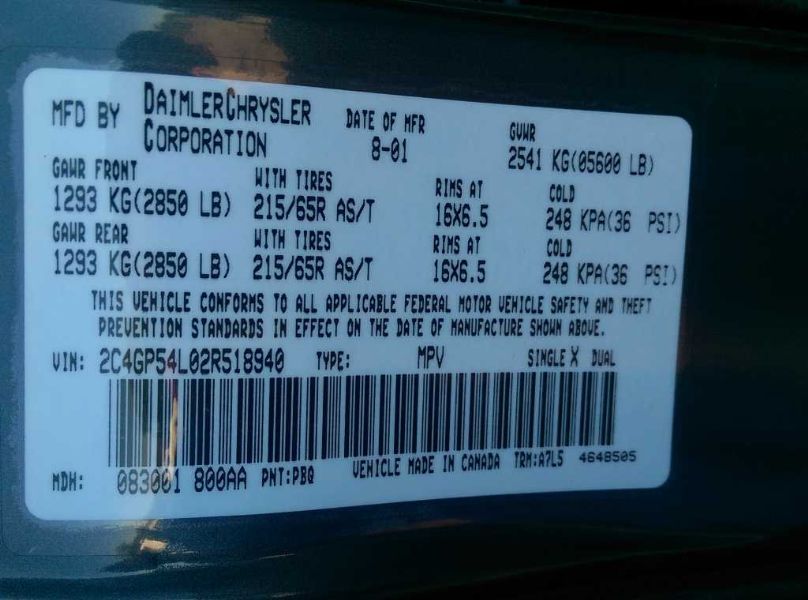 MFD BY DAIMLERCHRYSLER CORPORATION DATE OF MFR 8-01 GVWR 2541 KG(05600 LB)
GAWR FRONT WITH TIRES RIMS AT COLD
1293 KG(2850 LB) 215/65R AS/T 16X6.5 248 KPA(36 PSI)
GAWR REAR WITH TIRES RIMS AT COLD
1293 KG(2850 LB) 215/65R AS/T 16X6.5 248 KPA(36 PSI)
THIS VEHICLE CONFORMS TO ALL APPLICABLE FEDERAL MOTOR VEHICLE SAFETY AND THEFT
PREVENTION STANDARDS IN EFFECT ON THE DATE OF MANUFACTURE SHOWN ABOVE.
VIN: 2C4GP54L02R518940 TYPE: MPV SINGLE X DUAL
MDH: 083001 800AA PNT:PBQ VEHICLE MADE IN CANADA TRM:A7L5 4648505